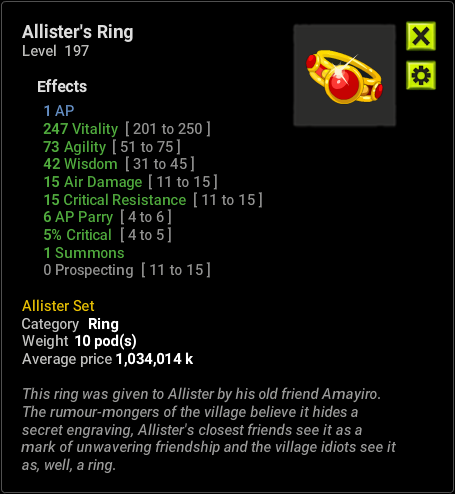 Allister's Ring
Level 197
Effects
1 AP
247 Vitality [ 201 to 250 ]
73 Agility [ 51 to 75 ]
42 Wisdom [ 31 to 45 ]
15 Air Damage [ 11 to 15 ]
15 Critical Resistance [ 11 to 15 ]
6 AP Parry [ 4 to 6 ]
5% Critical [ 4 to 5 ]
1 Summons
0 Prospecting [ 11 to 15 ]
Allister Set
Category Ring
Weight 10 pod(s)
Average price 1,034,014 k
This ring was given to Allister by his old friend Amayiro.
The rumour-mongers of the village believe it hides a
secret engraving, Allister's closest friends see it as a
mark of unwavering friendship and the village idiots see it
as, well, a ring.